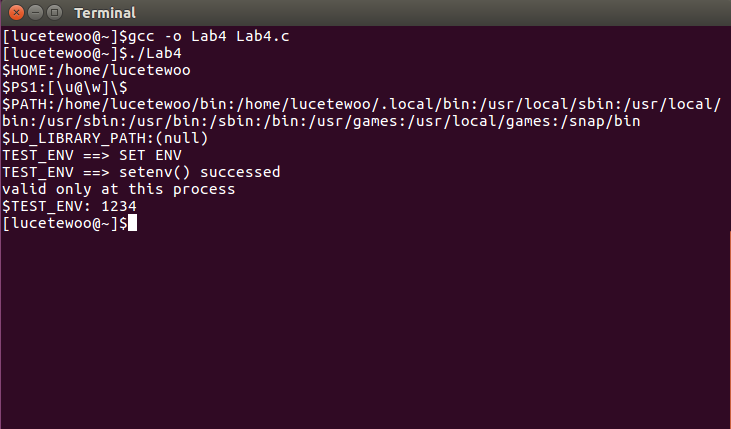 Terminal
[lucetewoo@~]$gcc -o Lab4 Lab4.c
[lucetewoo@~]$./Lab4
$HOME:/home/lucetewoo
$PS1:[\u@\w]\$
$PATH:/home/lucetewoo/bin:/home/lucetewoo/.local/bin:/usr/local/sbin:/usr/local/
bin:/usr/sbin:/usr/bin:/sbin:/bin:/usr/games:/usr/local/games:/snap/bin
$LD_LIBRARY_PATH:(null)
TEST_ENV ==> SET ENV
TEST_ENV ==> setenv() successed
valid only at this process
$TEST_ENV: 1234
[lucetewoo@~]$